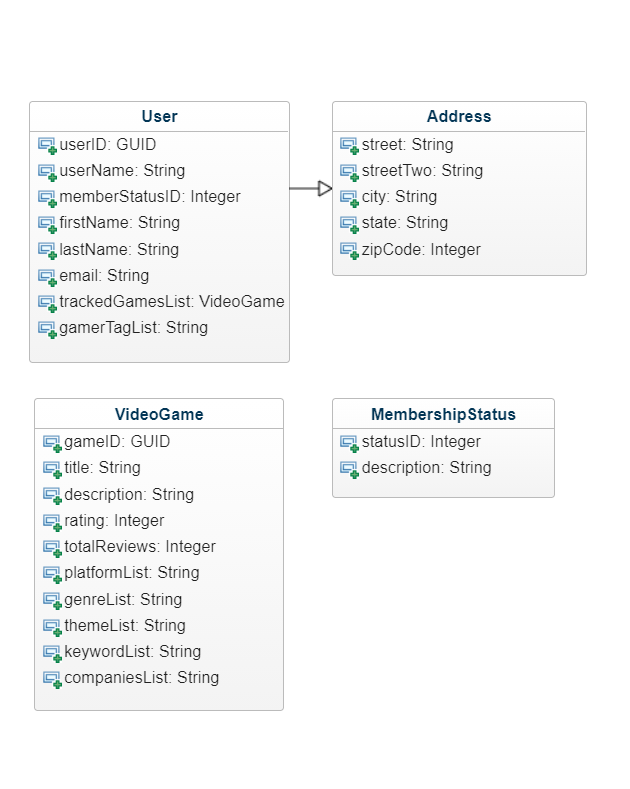 User
userID: GUID
userName: String
memberStatusID: Integer
firstName: String
lastName: String
email: String
trackedGamesList: VideoGame
gamerTagList: String
Address
street: String
streetTwo: String
city: String
state: String
zipCode: Integer
VideoGame
gameID: GUID
title: String
description: String
rating: Integer
totalReviews: Integer
platformList: String
genreList: String
themeList: String
keywordList: String
companiesList: String
MembershipStatus
statusID: Integer
description: String